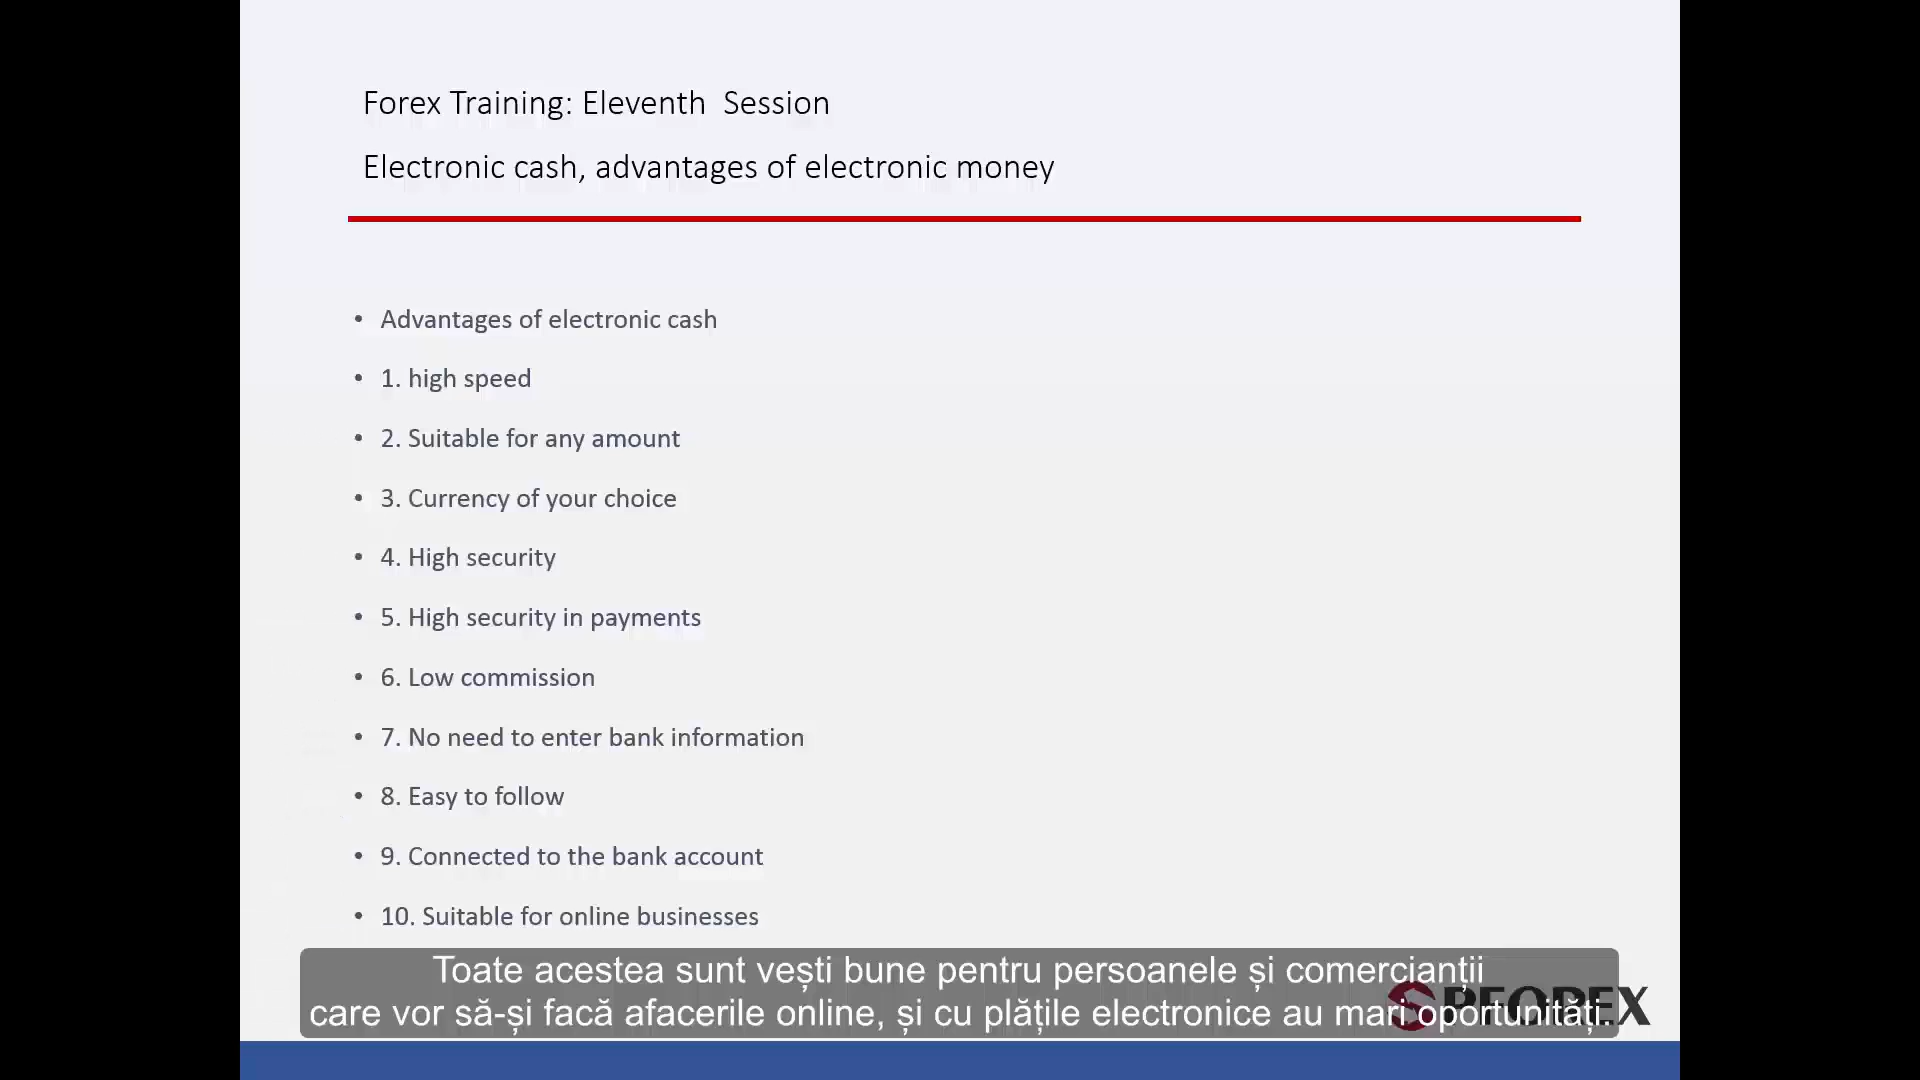 Forex Training: Eleventh Session
Electronic cash, advantages of electronic money
• Advantages of electronic cash
• 1. high speed
• 2. Suitable for any amount
• 3. Currency of your choice
• 4. High security
• 5. High security in payments
• 6. Low commission
• 7. No need to enter bank information
• 8. Easy to follow
• 9. Connected to the bank account
• 10. Suitable for online businesses
Toate acestea sunt vești bune pentru persoanele și comercianții
care vor să-și facă afacerile online, și cu plățile electronice au mari oportunități.